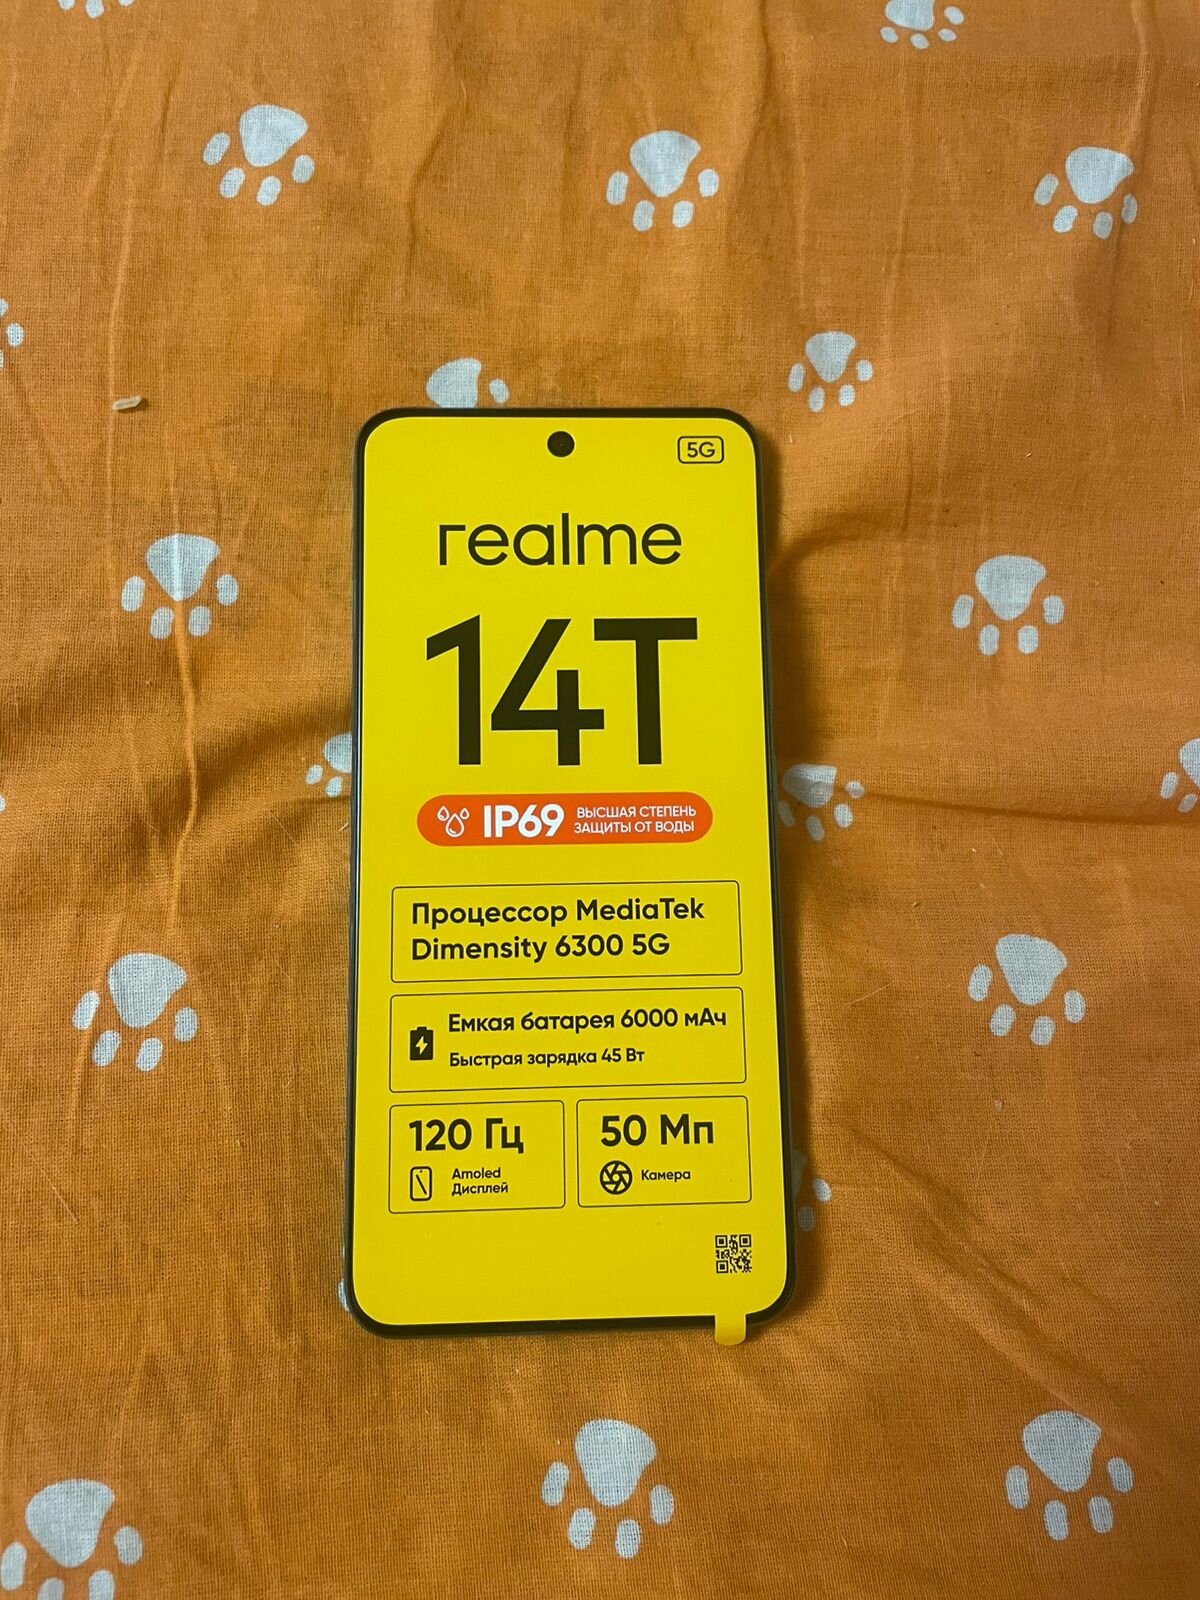 5G
realme
14T
IP69
ВЫСШАЯ СТЕПЕНЬ
ЗАЩИТЫ ОТ ВОДЫ
Процессор MediaTek
Dimensity 6300 5G
Емкая батарея 6000 мАч
Быстрая зарядка 45 Вт
120 Гц
Amoled
Дисплей
50 Мп
Камера